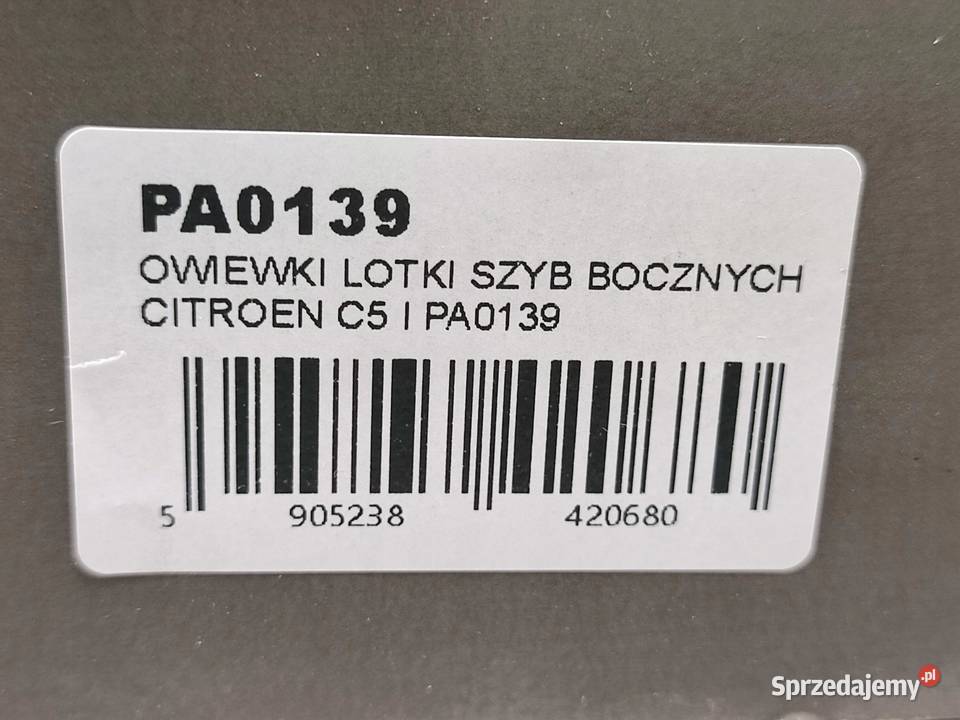 PA0139
OWIEWKI LOTKI SZYB BOCZNYCH
CITROEN C5 I PA0139
5 905238 420680
Sprzedajemy.pl